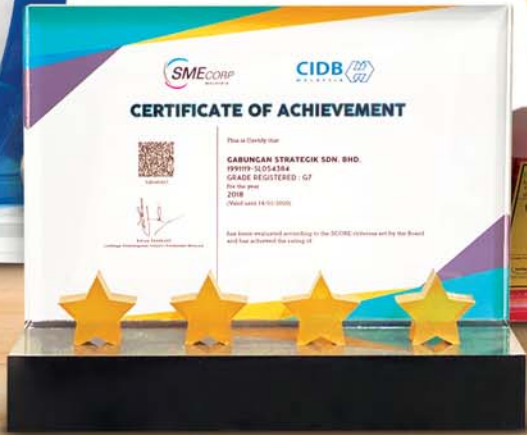 SMECORP
MALAYSIA
CIDB
MALAYSIA
CERTIFICATE OF ACHIEVEMENT
This is Certify that
GABUNGAN STRATEGIK SDN. BHD.
GRADE REGISTERED : G7
For the year
2018
has been evaluated according to the SCORE criterias set by the Board
and has achieved the rating of